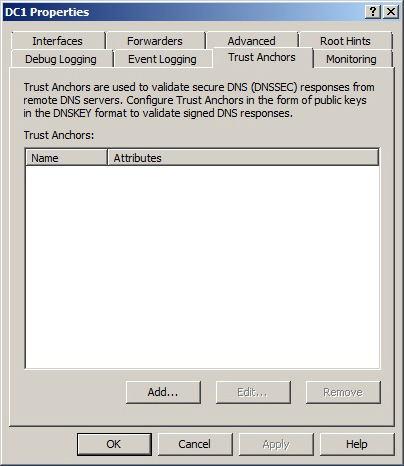 DC1 Properties
Interfaces Forwarders Advanced Root Hints
Debug Logging Event Logging Trust Anchors Monitoring
Trust Anchors are used to validate secure DNS (DNSSEC) responses from
remote DNS servers. Configure Trust Anchors in the form of public keys
in the DNSKEY format to validate signed DNS responses.
Trust Anchors:
Name Attributes
Add... Edit... Remove
OK Cancel Apply Help